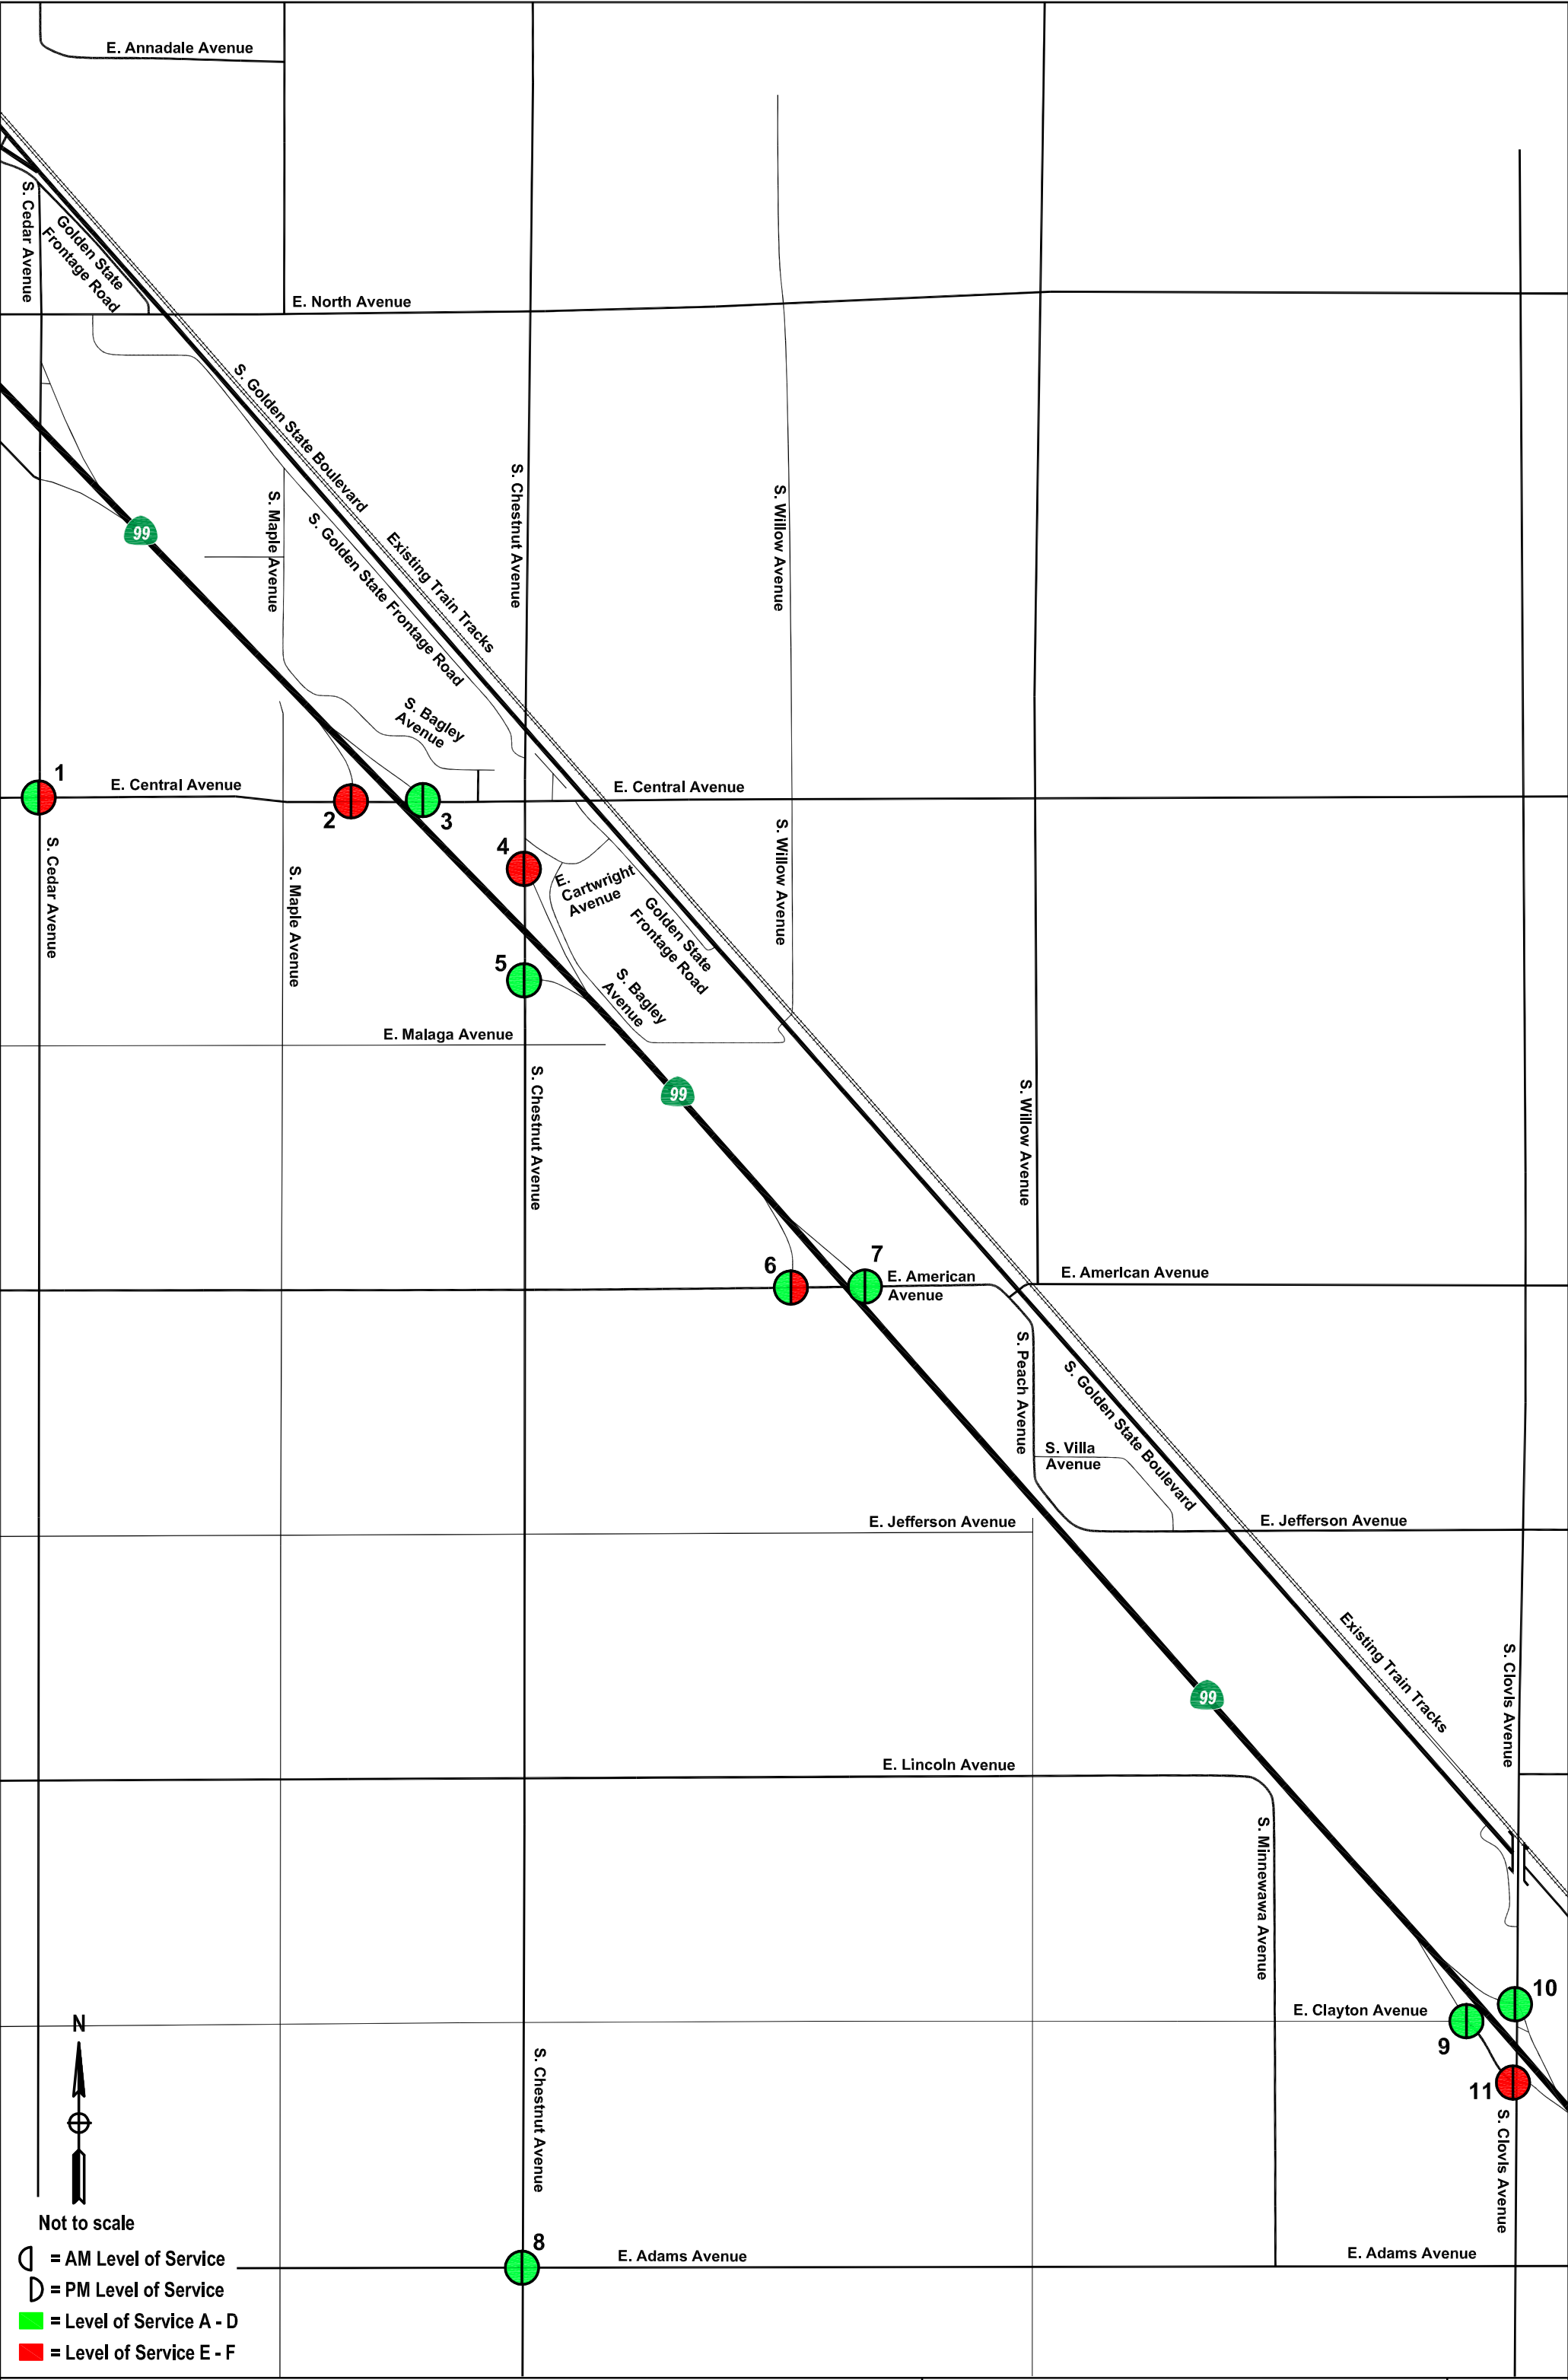 E. Annadale Avenue
S. Cedar Avenue
Golden State
Frontage Road
E. North Avenue
S. Golden State Boulevard
S. Maple Avenue
S. Golden State Frontage Road
Existing Train Tracks
S. Chestnut Avenue
S. Willow Avenue
99
S. Bagley
Avenue
1
E. Central Avenue
E. Central Avenue
2
3
4
S. Cedar Avenue
S. Maple Avenue
E.
Cartwright
Avenue
Golden State
Frontage Road
S. Willow Avenue
5
S. Bagley
Avenue
E. Malaga Avenue
S. Chestnut Avenue
99
S. Willow Avenue
6
7
E. American
Avenue
E. American Avenue
S. Peach Avenue
S. Golden State Boulevard
S. Villa
Avenue
E. Jefferson Avenue
E. Jefferson Avenue
Existing Train Tracks
S. Clovis Avenue
99
E. Lincoln Avenue
S. Minnewawa Avenue
10
E. Clayton Avenue
9
11
S. Clovis Avenue
N
S. Chestnut Avenue
Not to scale
8
E. Adams Avenue
E. Adams Avenue
= AM Level of Service
= PM Level of Service
= Level of Service A - D
= Level of Service E - F